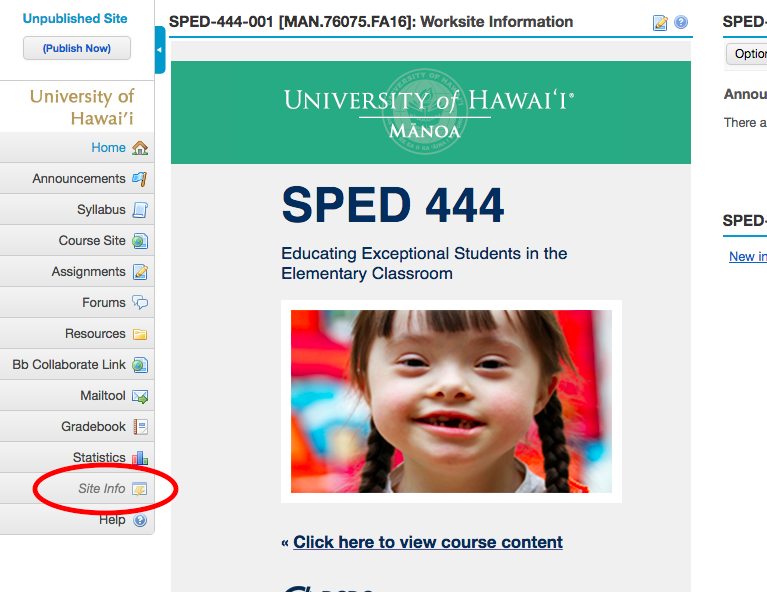 Unpublished Site
(Publish Now)
University of
Hawai'i
Home
Announcements
Syllabus
Course Site
Assignments
Forums
Resources
Bb Collaborate Link
Mailtool
Gradebook
Statistics
Site Info
Help
SPED-444-001 [MAN.76075.FA16]: Worksite Information
UNIVERSITY of HAWAIʻI®
MĀNOA
SPED 444
Educating Exceptional Students in the
Elementary Classroom
« Click here to view course content
SPED-
Option
Annou
There a
SPED-
New in